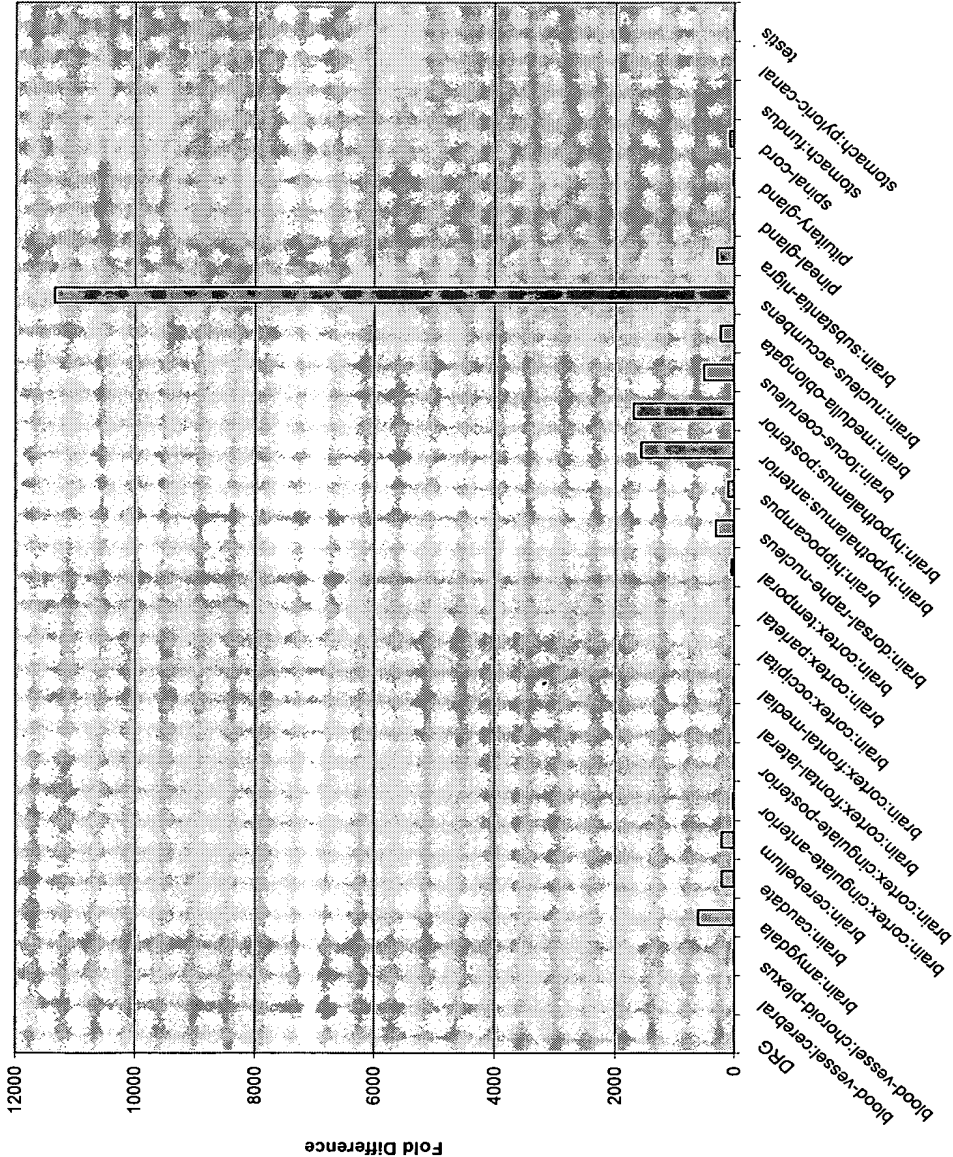 Fold Difference
12000
10000
8000
6000
4000
2000
0
blood-vessel:cerebral
DRG
blood-vessel:choroid-plexus
brain:amygdala
brain:caudate
brain:cerebellum
brain:cortex:cingulate-anterior
brain:cortex:cingulate-posterior
brain:cortex:frontal-lateral
brain:cortex:frontal-medial
brain:cortex:occipital
brain:cortex:parietal
brain:cortex:temporal
brain:dorsal-raphe-nucleus
brain:hippocampus
brain:hypothalamus:anterior
brain:hypothalamus:posterior
brain:locus-coeruleus
brain:medulla-oblongata
brain:nucleus-accumbens
brain:substantia-nigra
pineal-gland
pituitary-gland
spinal-cord
stomach:fundus
stomach:pyloric-canal
testis